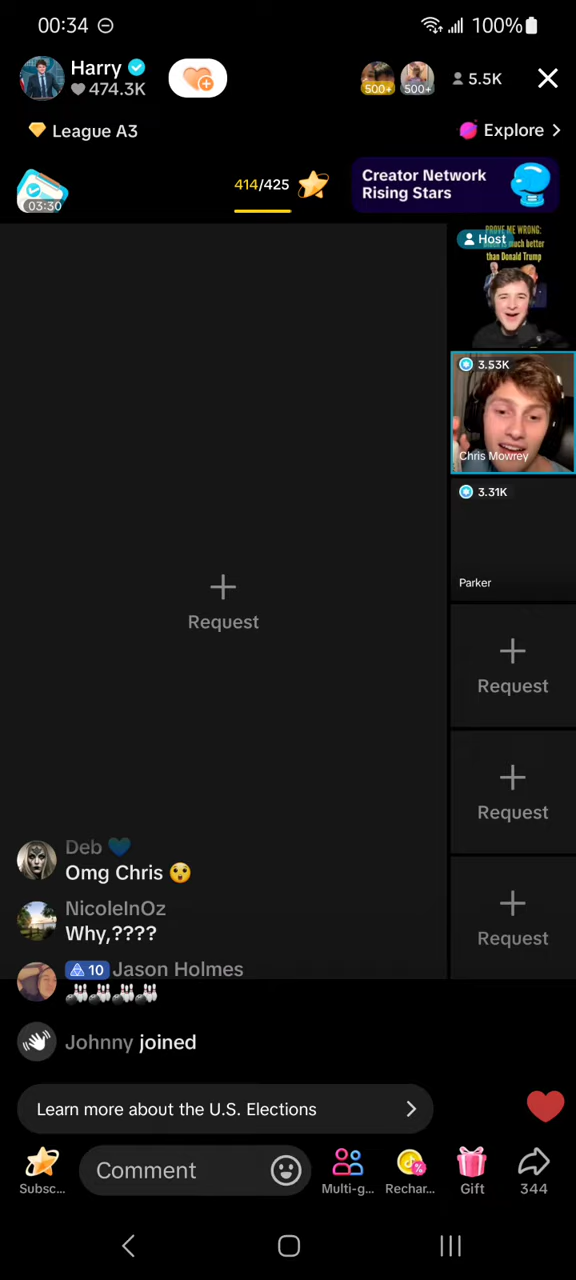 00:34
100%
Harry
474.3K
500+
500+
5.5K
League A3
Explore
03:30
414/425
Creator Network
Rising Stars
PROVE ME WRONG:
Host
much better
than Donald Trump
3.53K
Chris Mowrey
3.31K
Parker
Request
Request
Request
Request
Deb
Omg Chris
NicoleInOz
Why,????
10 Jason Holmes
Johnny joined
Learn more about the U.S. Elections
Subsc...
Comment
Multi-g...
Rechar...
Gift
344